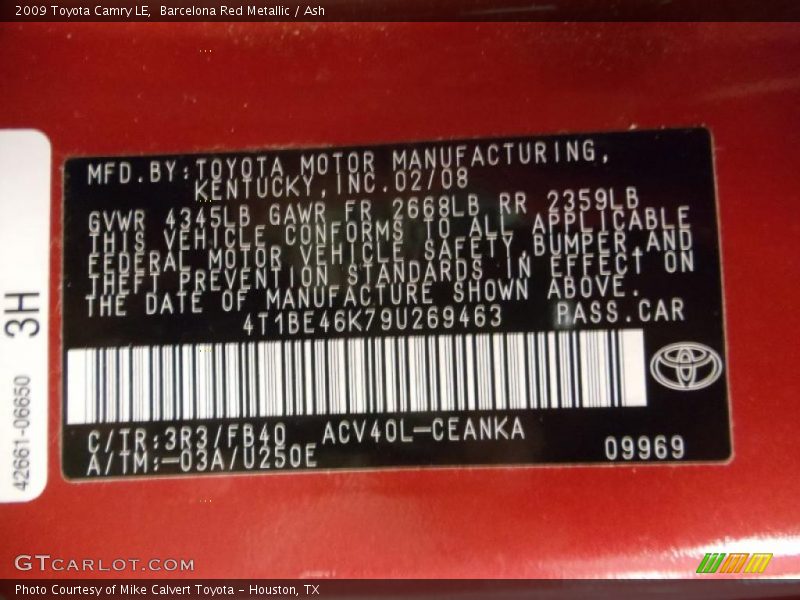 2009 Toyota Camry LE,  Barcelona Red Metallic / Ash
MFD.BY:TOYOTA MOTOR MANUFACTURING,
KENTUCKY,INC.02/08
GVWR 4345LB GAWR FR 2668LB RR 2359LB
THIS VEHICLE CONFORMS TO ALL APPLICABLE
FEDERAL MOTOR VEHICLE SAFETY,BUMPER,AND
THEFT PREVENTION STANDARDS IN EFFECT ON
THE DATE OF MANUFACTURE SHOWN ABOVE.
4T1BE46K79U269463 PASS.CAR
C/TR:3R3/FB40 ACV40L-CEANKA
A/TM:-03A/U250E 09969
3H
42661-06650
GTCARLOT.COM
Photo Courtesy of Mike Calvert Toyota - Houston, TX